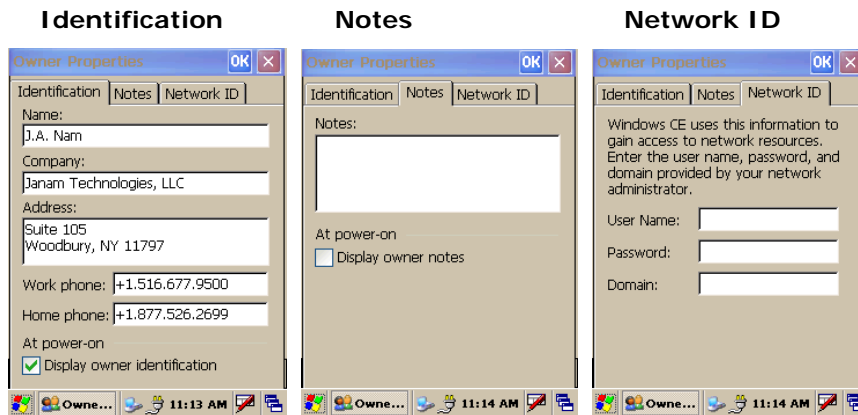 Identification
Notes
Network ID
Owner Properties OK
Identification Notes Network ID
Name:
J.A. Nam
Company:
Janam Technologies, LLC
Address:
Suite 105
Woodbury, NY 11797
Work phone: +1.516.677.9500
Home phone: +1.877.526.2699
At power-on
Display owner identification
Owne... 11:13 AM
Owner Properties OK
Identification Notes Network ID
Notes:
At power-on
Display owner notes
Owne... 11:14 AM
Owner Properties OK
Identification Notes Network ID
Windows CE uses this information to
gain access to network resources.
Enter the user name, password, and
domain provided by your network
administrator.
User Name:
Password:
Domain:
Owne... 11:14 AM